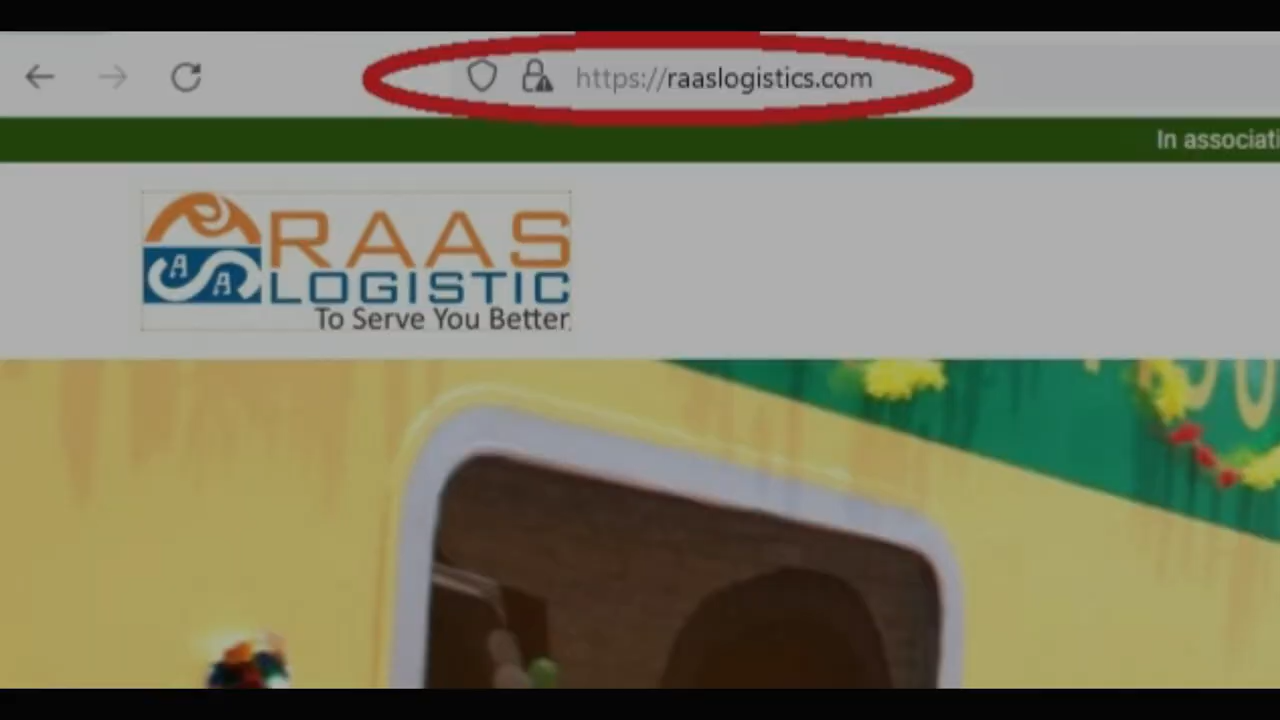 https://raaslogistics.com
In associati
RAAS
A
A
LOGISTIC
To Serve You Better